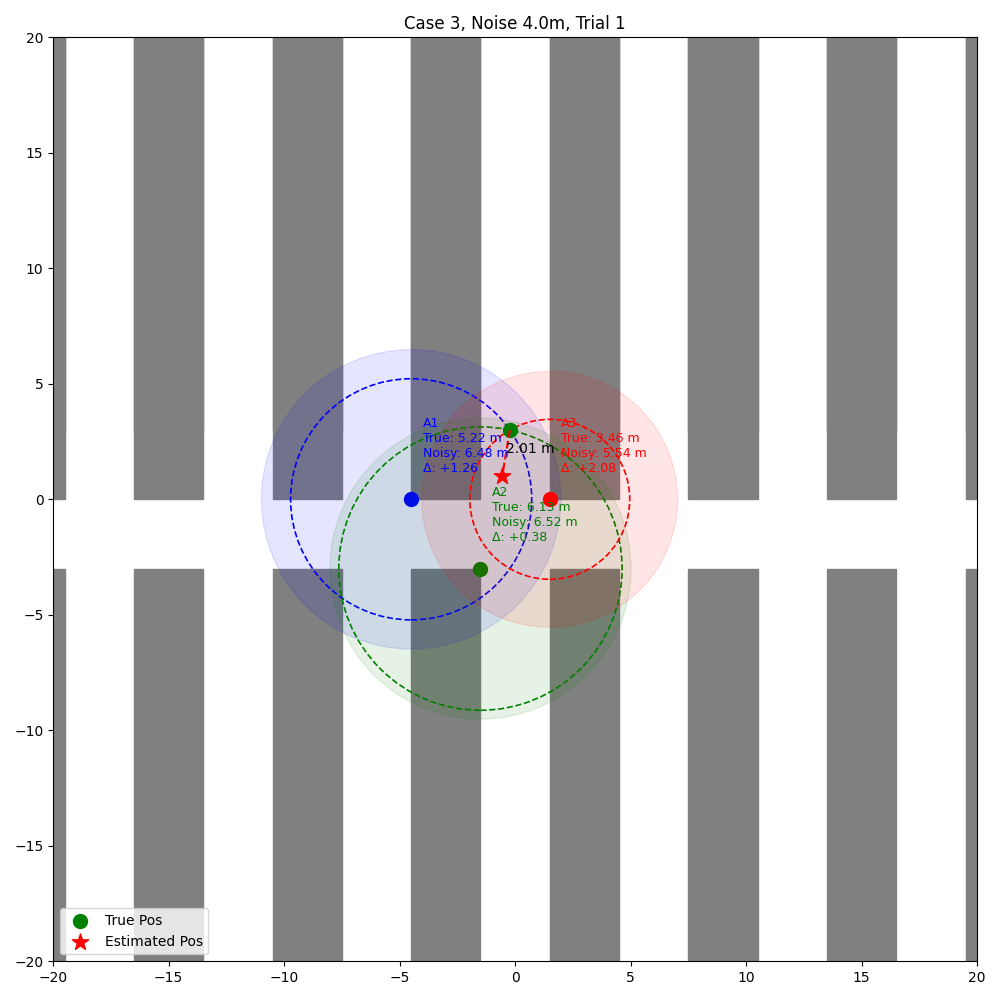 Case 3, Noise 4.0m, Trial 1
20
15
10
5
0
−5
−10
−15
−20
A1
True: 5.22 m
Noisy: 6.48 m
Δ: +1.26
A3
True: 3.46 m
Noisy: 5.54 m
Δ: +2.08
2.01 m
A2
True: 6.13 m
Noisy: 6.52 m
Δ: +0.38
True Pos
Estimated Pos
−20 −15 −10 −5 0 5 10 15 20